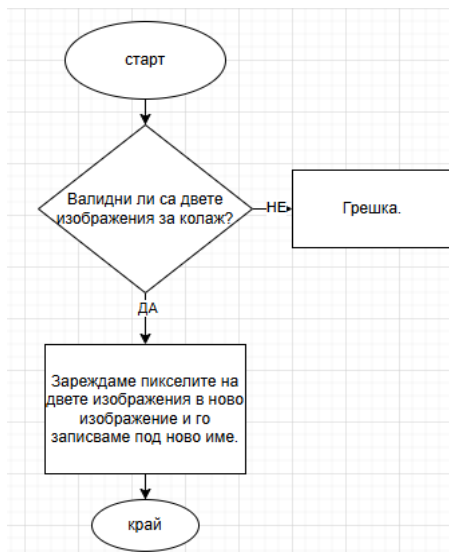 старт
Валидни ли са двете
изображения за колаж?
НЕ
Грешка.
ДА
Зареждаме пикселите на
двете изображения в ново
изображение и го
записваме под ново име.
край